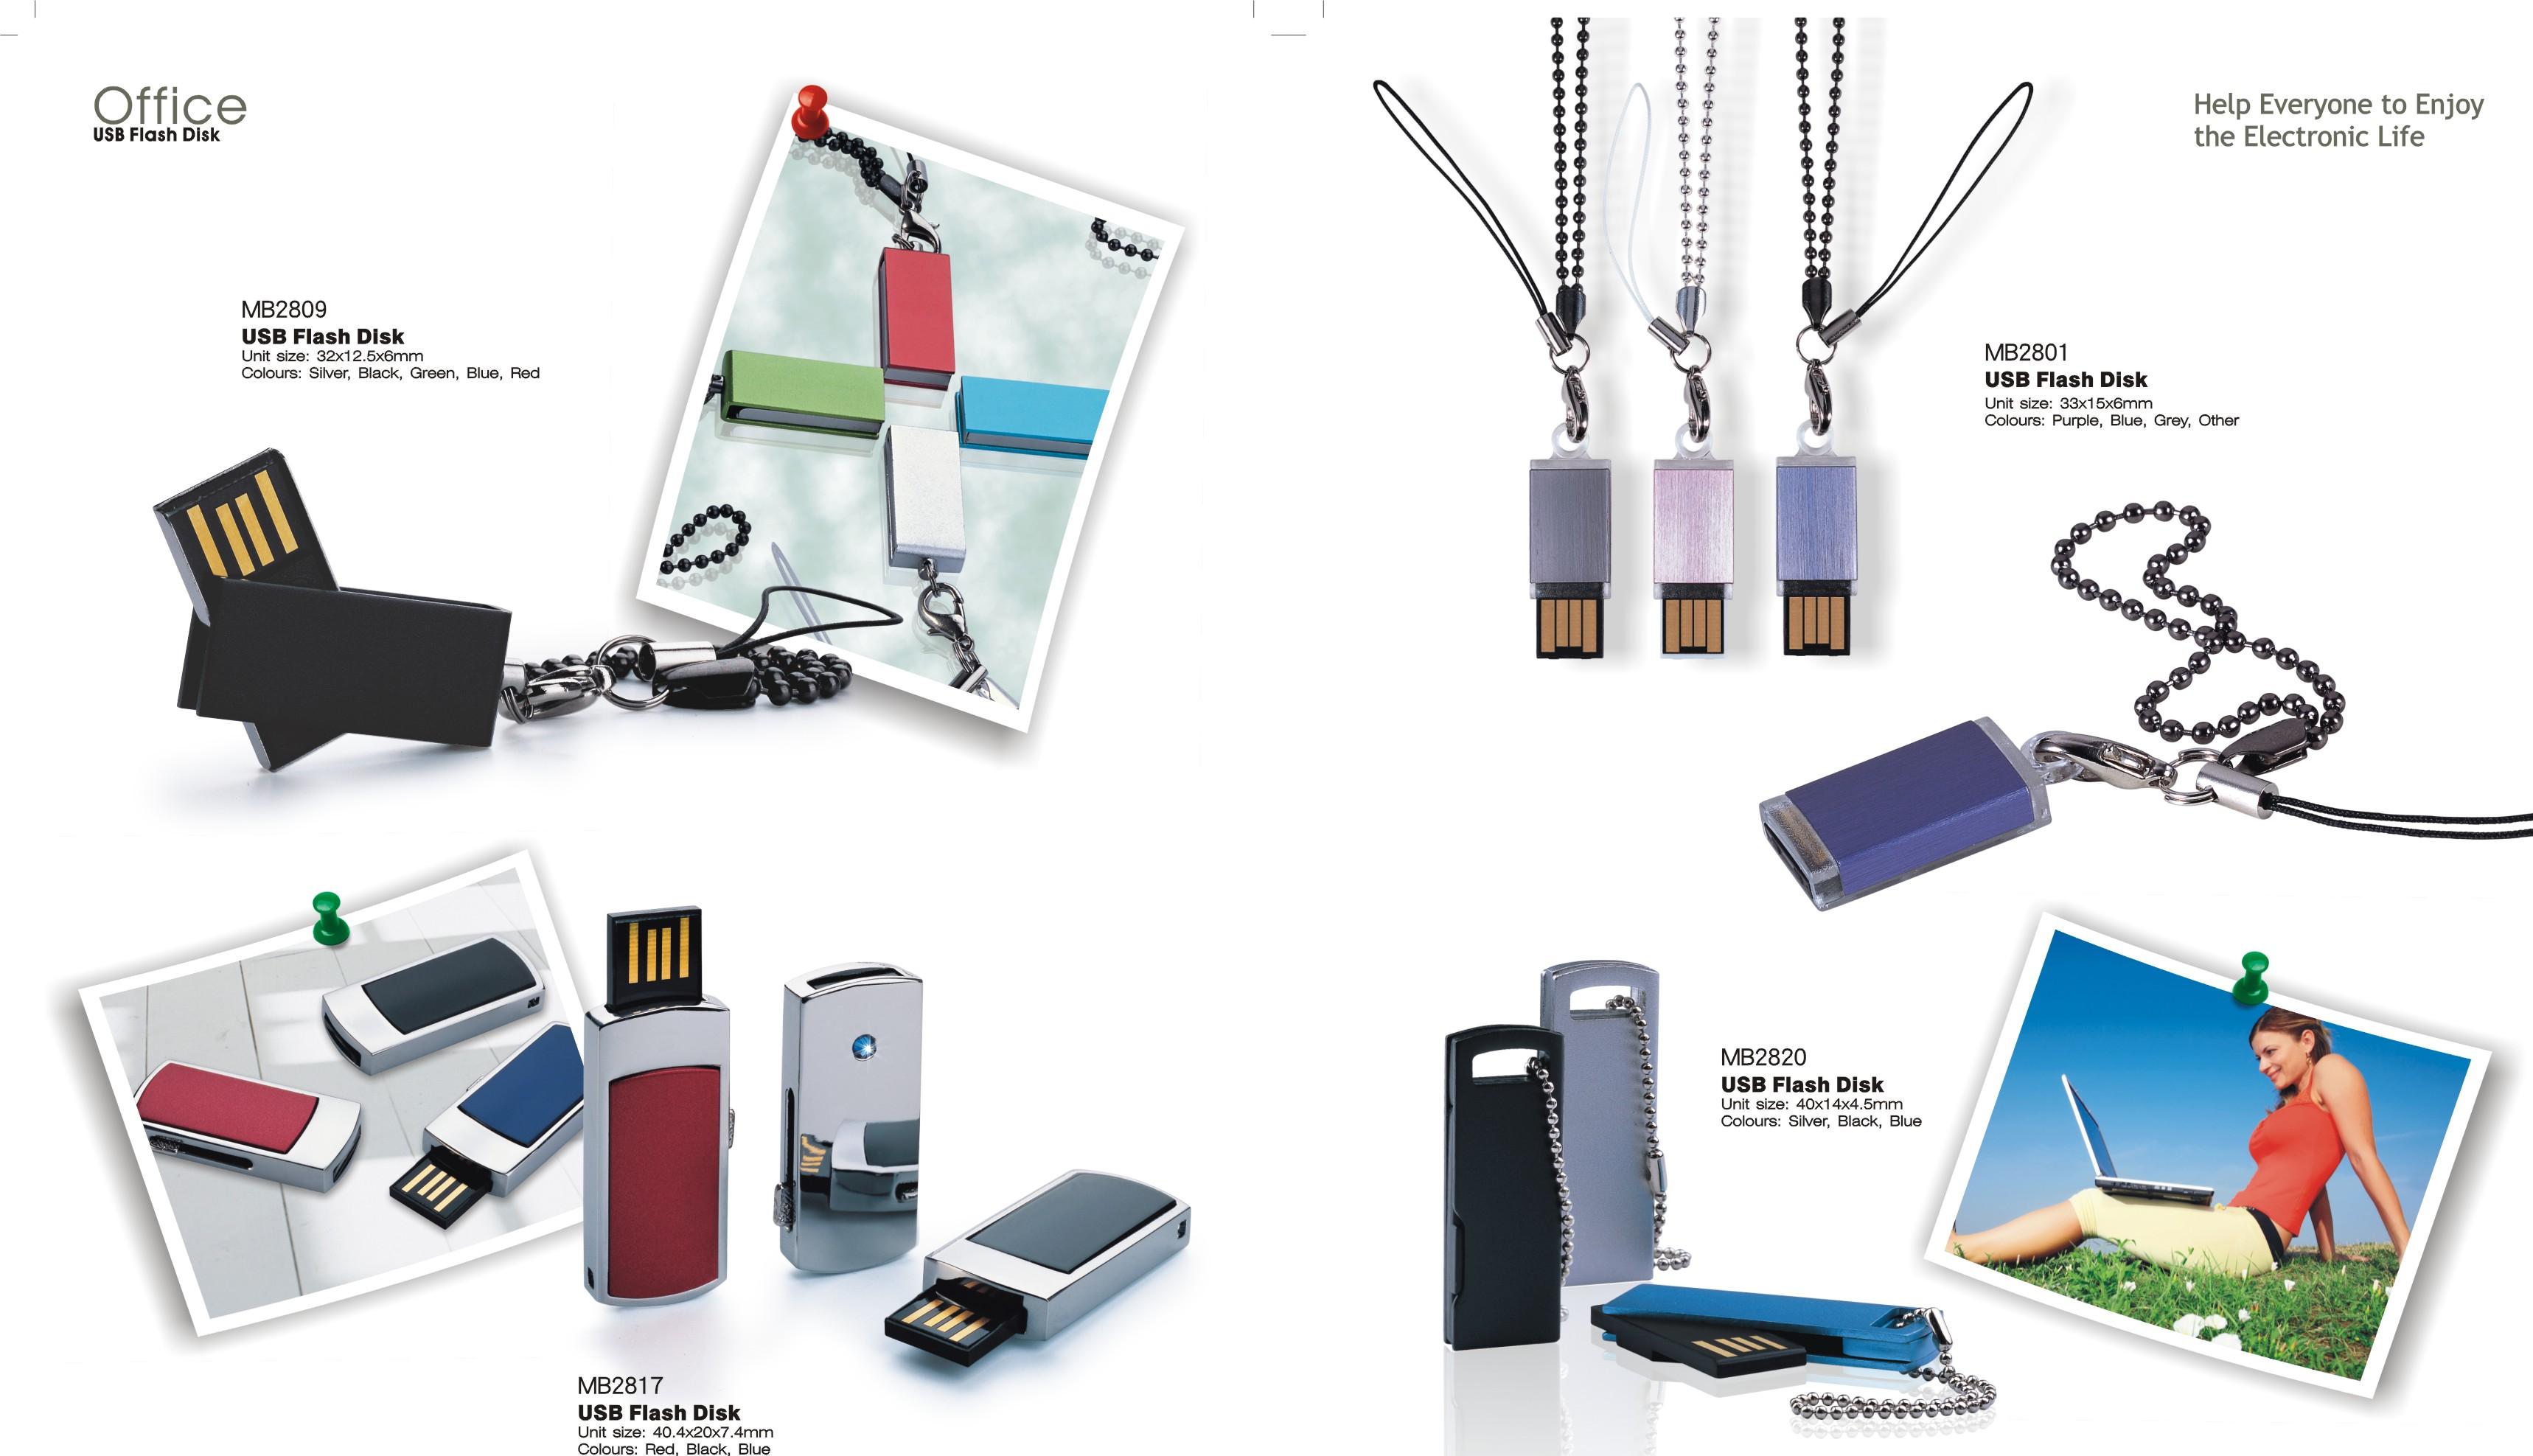 Office
USB Flash Disk
MB2809
USB Flash Disk
Unit size: 32x12.5x6mm
Colours: Silver, Black, Green, Blue, Red
MB2817
USB Flash Disk
Unit size: 40.4x20x7.4mm
Colours: Red, Black, Blue
Help Everyone to Enjoy
the Electronic Life
MB2801
USB Flash Disk
Unit size: 33x15x6mm
Colours: Purple, Blue, Grey, Other
MB2820
USB Flash Disk
Unit size: 40x14x4.5mm
Colours: Silver, Black, Blue